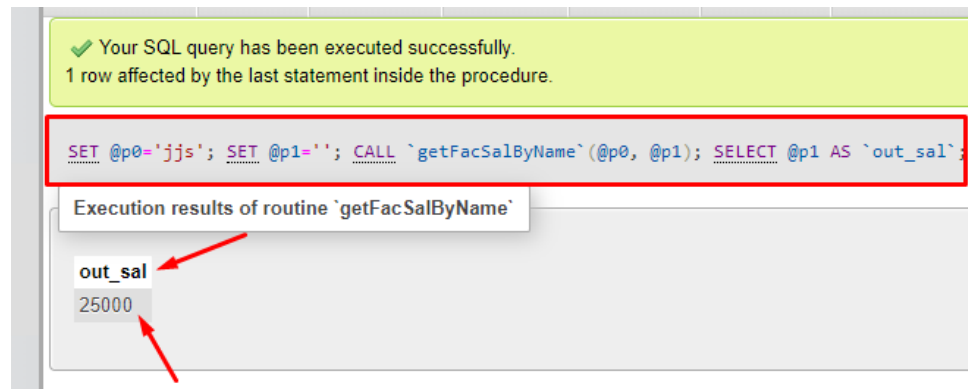 Your SQL query has been executed successfully.
1 row affected by the last statement inside the procedure.
SET @p0='jjs'; SET @p1=''; CALL `getFacSalByName`(@p0, @p1); SELECT @p1 AS `out_sal`;
Execution results of routine `getFacSalByName`
out_sal
25000